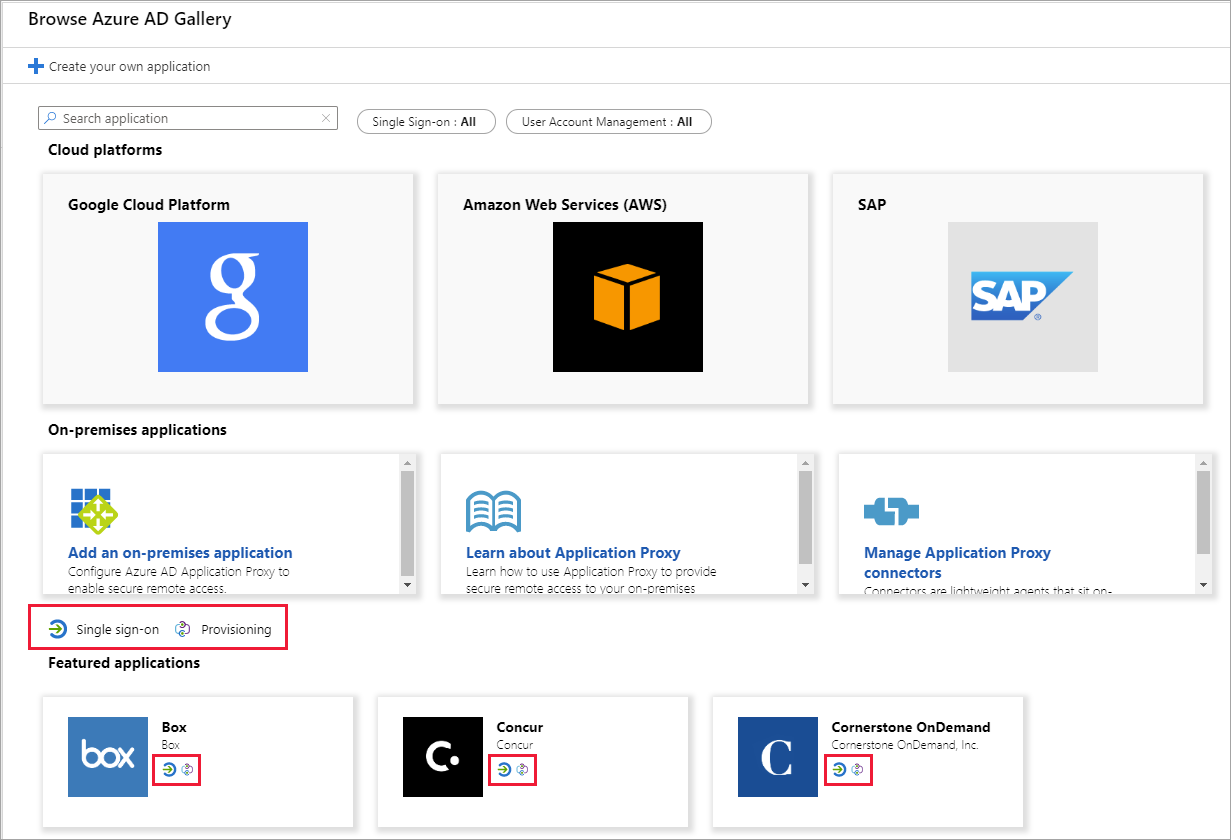 Browse Azure AD Gallery
Create your own application
Search application
Single Sign-on : All
User Account Management : All
Cloud platforms
Google Cloud Platform
Amazon Web Services (AWS)
SAP
g
SAP
®
On-premises applications
Add an on-premises application
Configure Azure AD Application Proxy to
enable secure remote access.
Learn about Application Proxy
Learn how to use Application Proxy to provide
secure remote access to your on-premises
Manage Application Proxy
connectors
Connectors are lightweight agents that sit on-
Single sign-on
Provisioning
Featured applications
box
Box
Box
C.
Concur
Concur
C
Cornerstone OnDemand
Cornerstone OnDemand, Inc.